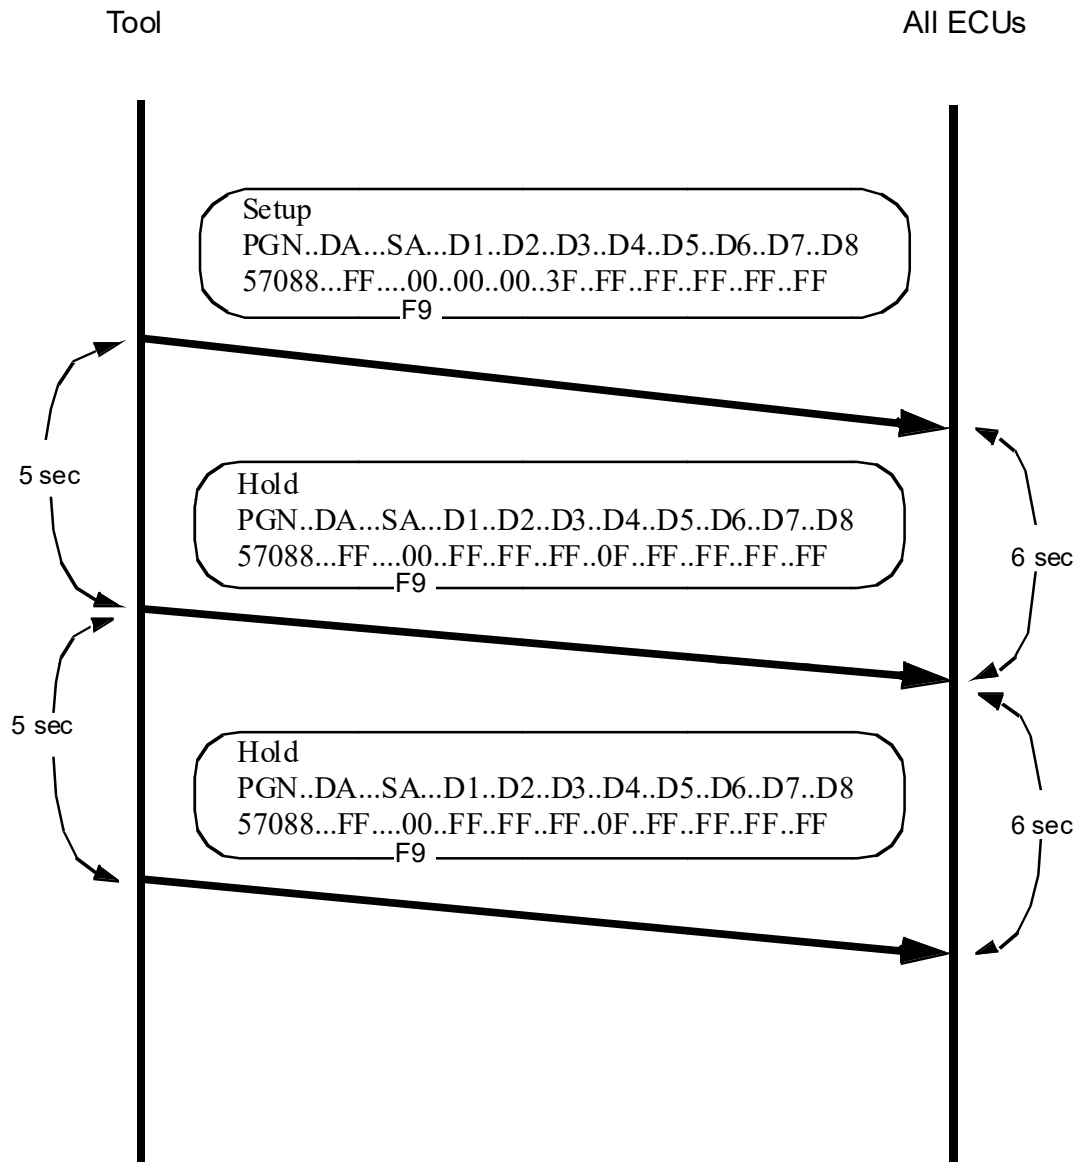 Tool
All ECUs
Setup
PGN..DA...SA...D1..D2..D3..D4..D5..D6..D7..D8
57088...FF....00..00..00..3F..FF..FF..FF..FF..FF
F9
5 sec
Hold
PGN..DA...SA...D1..D2..D3..D4..D5..D6..D7..D8
57088...FF....00..FF..FF..FF..0F..FF..FF..FF..FF
F9
6 sec
5 sec
Hold
PGN..DA...SA...D1..D2..D3..D4..D5..D6..D7..D8
57088...FF....00..FF..FF..FF..0F..FF..FF..FF..FF
F9
6 sec